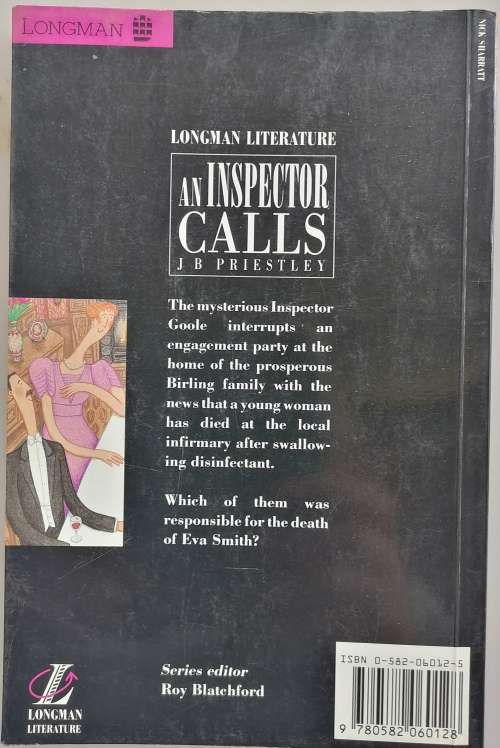 LONGMAN
NICK SHARRATT
LONGMAN LITERATURE
AN INSPECTOR
CALLS
J B PRIESTLEY
The mysterious Inspector
Goole interrupts an
engagement party at the
home of the prosperous
Birling family with the
news that a young woman
has died at the local
infirmary after swallow-
ing disinfectant.
Which of them was
responsible for the death
of Eva Smith?
Series editor
Roy Blatchford
L
LONGMAN
LITERATURE
ISBN 0-582-06012-5
9 780582 060128